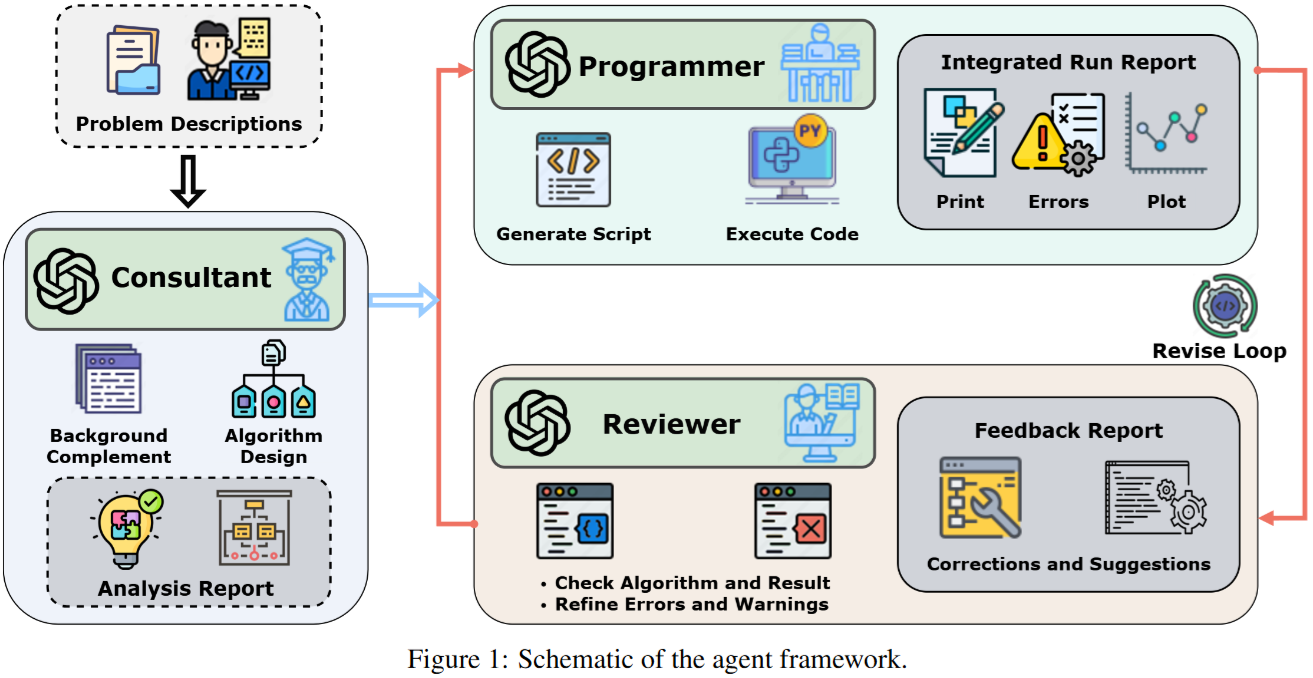 Problem Descriptions
Consultant
Background
Complement
Algorithm
Design
Analysis Report
Programmer
Generate Script
PY
Execute Code
Integrated Run Report
Print
Errors
Plot
Revise Loop
Reviewer
• Check Algorithm and Result
• Refine Errors and Warnings
Feedback Report
Corrections and Suggestions
Figure 1: Schematic of the agent framework.